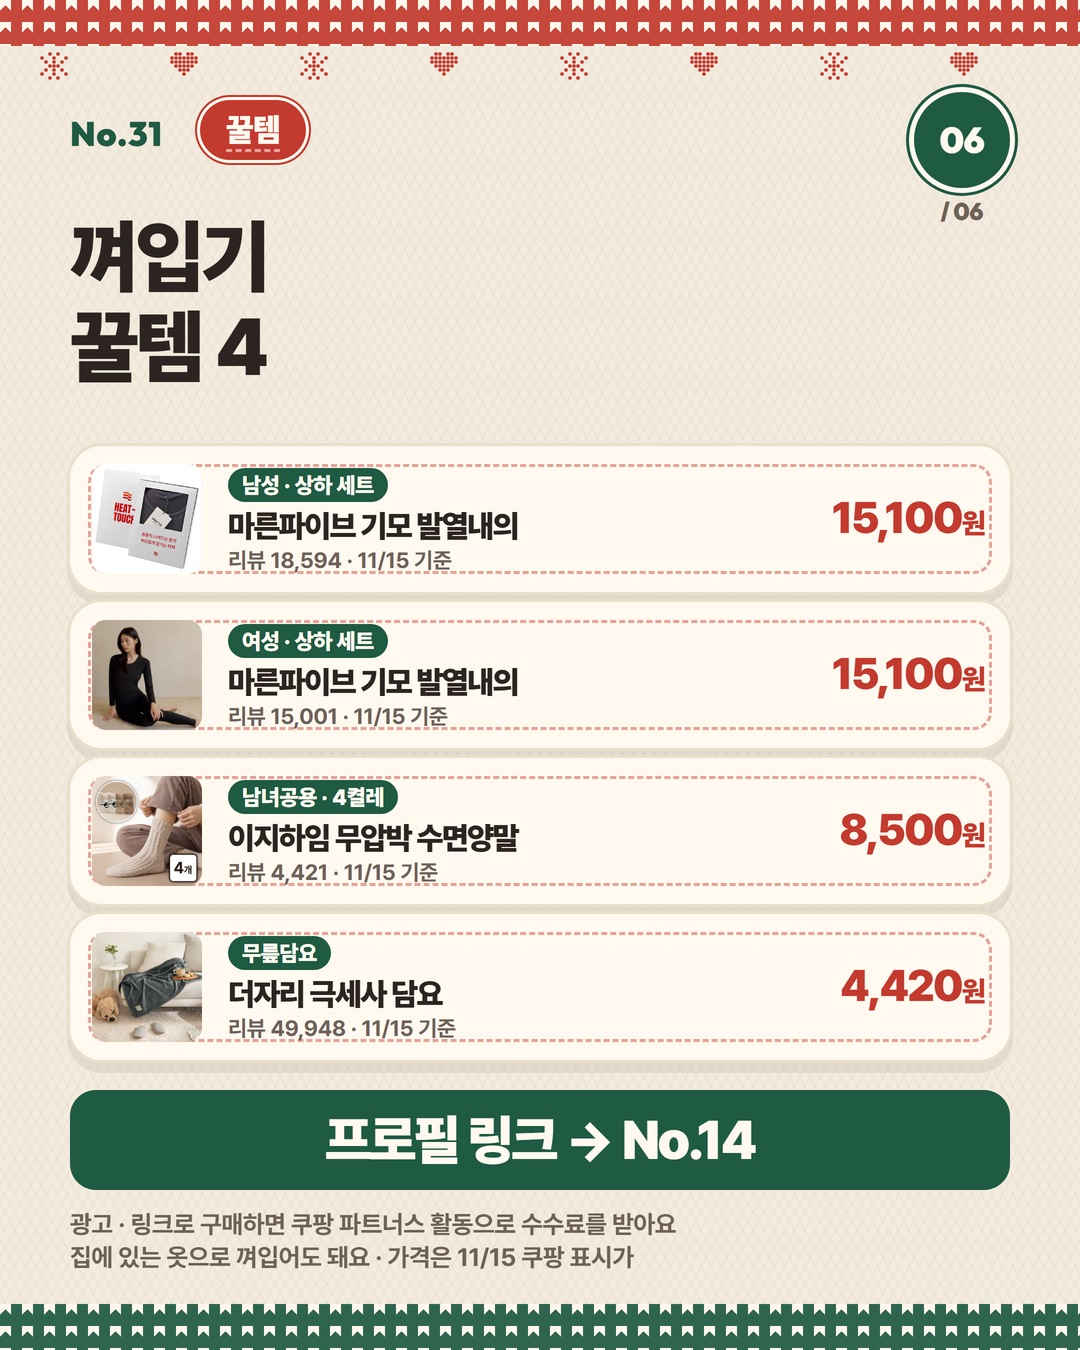 No.31
꿀템
06
/ 06
껴입기
꿀템 4
HEAT-
TOUCH
남성 · 상하 세트
마른파이브 기모 발열내의
리뷰 18,594 · 11/15 기준
15,100원
여성 · 상하 세트
마른파이브 기모 발열내의
리뷰 15,001 · 11/15 기준
15,100원
4개
남녀공용 · 4켤레
이지하임 무압박 수면양말
리뷰 4,421 · 11/15 기준
8,500원
무릎담요
더자리 극세사 담요
리뷰 49,948 · 11/15 기준
4,420원
프로필 링크 → No.14
광고 · 링크로 구매하면 쿠팡 파트너스 활동으로 수수료를 받아요
집에 있는 옷으로 껴입어도 돼요 · 가격은 11/15 쿠팡 표시가